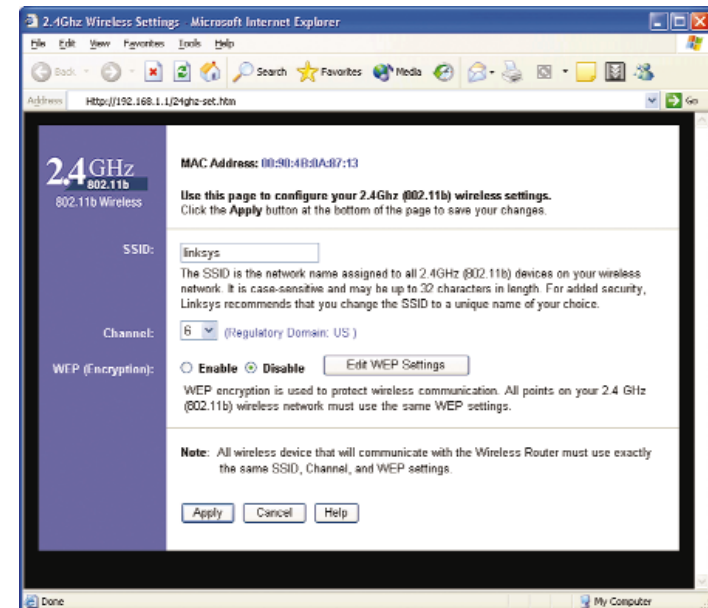 2.4Ghz Wireless Settings - Microsoft Internet Explorer
File Edit View Favorites Tools Help
Back Search Favorites Media
Address Http://192.168.1.1/24ghz-set.htm Go
2.4 GHz
802.11b
802.11b Wireless
MAC Address: 00:90:4B:0A:87:13
Use this page to configure your 2.4Ghz (802.11b) wireless settings.
Click the Apply button at the bottom of the page to save your changes.
SSID: linksys
The SSID is the network name assigned to all 2.4GHz (802.11b) devices on your wireless
network. It is case-sensitive and may be up to 32 characters in length. For added security,
Linksys recommends that you change the SSID to a unique name of your choice.
Channel: 6 (Regulatory Domain: US )
WEP (Encryption): Enable Disable Edit WEP Settings
WEP encryption is used to protect wireless communication. All points on your 2.4 GHz
(802.11b) wireless network must use the same WEP settings.
Note: All wireless device that will communicate with the Wireless Router must use exactly
the same SSID, Channel, and WEP settings.
Apply Cancel Help
Done My Computer